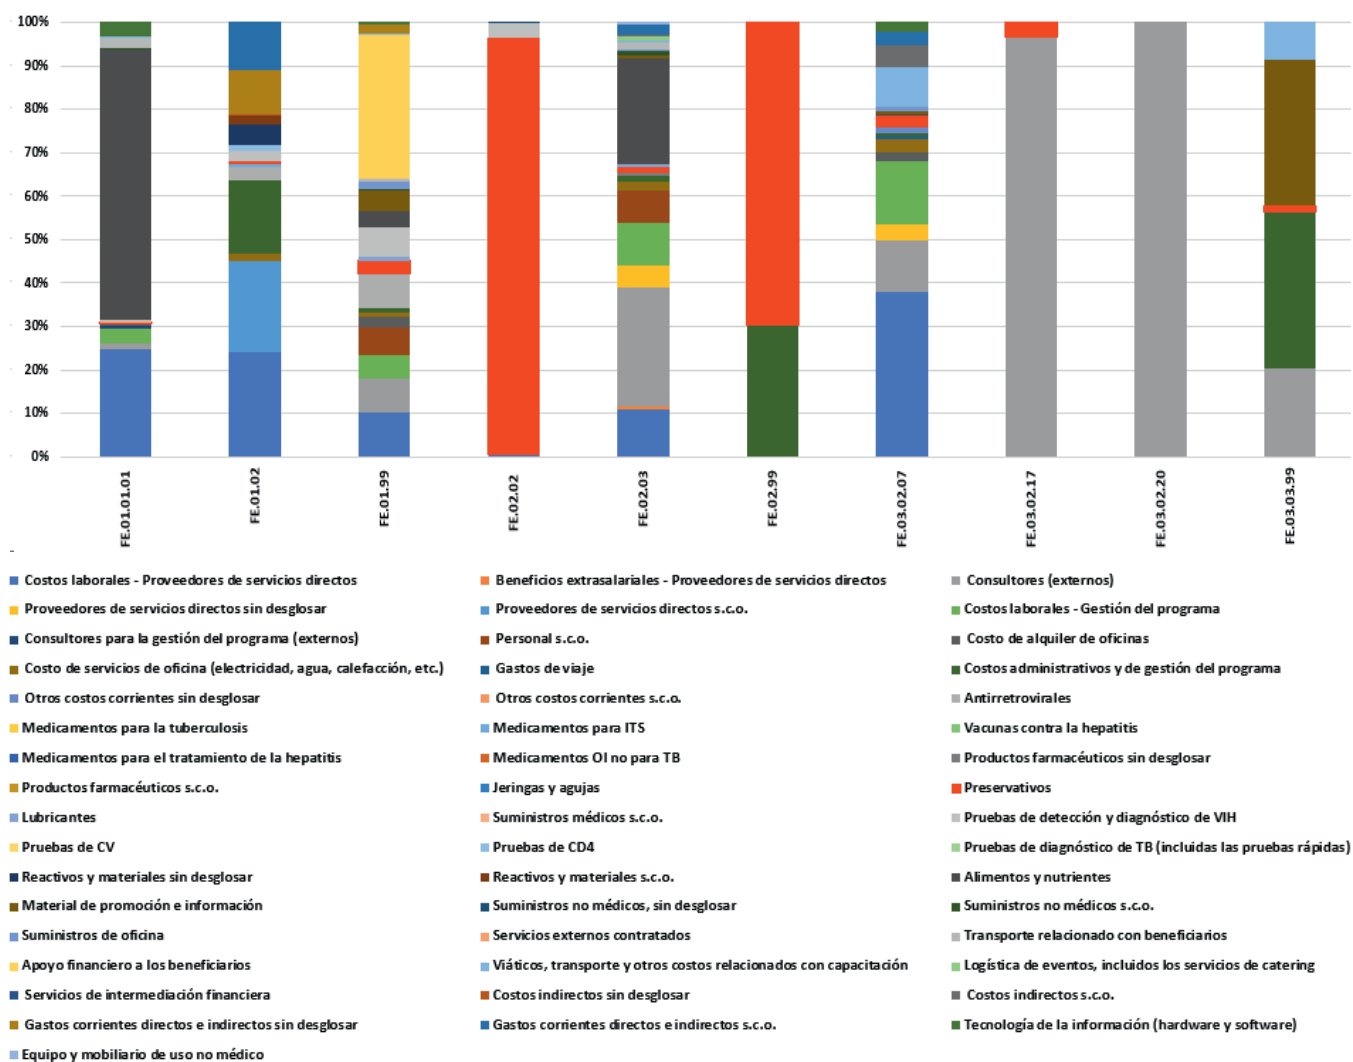 100%
90%
80%
70%
60%
50%
40%
30%
20%
10%
0%
FE.01.01.01
FE.01.02
FE.01.99
FE.02.02
FE.02.03
FE.02.99
FE.03.02.07
FE.03.02.17
FE.03.02.20
FE.03.03.99
Costos laborales - Proveedores de servicios directos
Beneficios extrasalariales - Proveedores de servicios directos
Consultores (externos)
Proveedores de servicios directos sin desglosar
Proveedores de servicios directos s.c.o.
Costos laborales - Gestión del programa
Consultores para la gestión del programa (externos)
Personal s.c.o.
Costo de alquiler de oficinas
Costo de servicios de oficina (electricidad, agua, calefacción, etc.)
Gastos de viaje
Costos administrativos y de gestión del programa
Otros costos corrientes sin desglosar
Otros costos corrientes s.c.o.
Antirretrovirales
Medicamentos para la tuberculosis
Medicamentos para ITS
Vacunas contra la hepatitis
Medicamentos para el tratamiento de la hepatitis
Medicamentos OI no para TB
Productos farmacéuticos sin desglosar
Productos farmacéuticos s.c.o.
Jeringas y agujas
Preservativos
Lubricantes
Suministros médicos s.c.o.
Pruebas de detección y diagnóstico de VIH
Pruebas de CV
Pruebas de CD4
Pruebas de diagnóstico de TB (incluidas las pruebas rápidas)
Reactivos y materiales sin desglosar
Reactivos y materiales s.c.o.
Alimentos y nutrientes
Material de promoción e información
Suministros no médicos, sin desglosar
Suministros no médicos s.c.o.
Suministros de oficina
Servicios externos contratados
Transporte relacionado con beneficiarios
Apoyo financiero a los beneficiarios
Viáticos, transporte y otros costos relacionados con capacitación
Logística de eventos, incluidos los servicios de catering
Servicios de intermediación financiera
Costos indirectos sin desglosar
Costos indirectos s.c.o.
Gastos corrientes directos e indirectos sin desglosar
Gastos corrientes directos e indirectos s.c.o.
Tecnología de la información (hardware y software)
Equipo y mobiliario de uso no médico